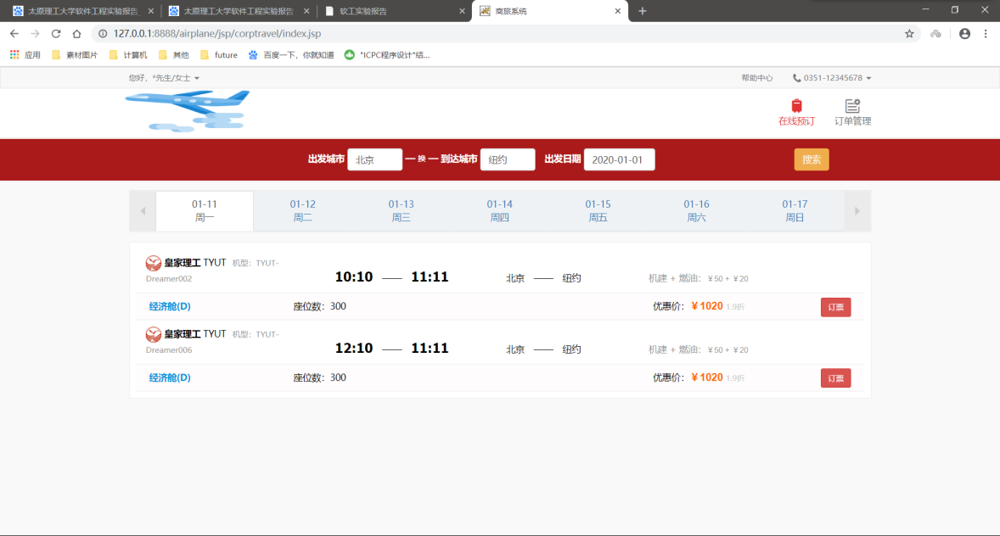 太原理工大学软件工程实验报告
太原理工大学软件工程实验报告
软工实验报告
商旅系统
127.0.0.1:8888/airplane/jsp/corptravel/index.jsp
应用
素材图片
计算机
其他
future
百度一下，你就知道
"ICPC程序设计"结...
您好，*先生/女士
帮助中心
0351-12345678
在线预订
订单管理
出发城市 北京 — 换 — 到达城市 纽约 出发日期 2020-01-01 搜索
01-11 01-12 01-13 01-14 01-15 01-16 01-17
周一 周二 周三 周四 周五 周六 周日
皇家理工 TYUT 机型：TYUT-
Dreamer002
10:10 —— 11:11 北京 —— 纽约 机建 + 燃油：¥50 + ¥20
经济舱(D) 座位数：300 优惠价：¥1020 1.9折 订票
皇家理工 TYUT 机型：TYUT-
Dreamer006
12:10 —— 11:11 北京 —— 纽约 机建 + 燃油：¥50 + ¥20
经济舱(D) 座位数：300 优惠价：¥1020 1.9折 订票